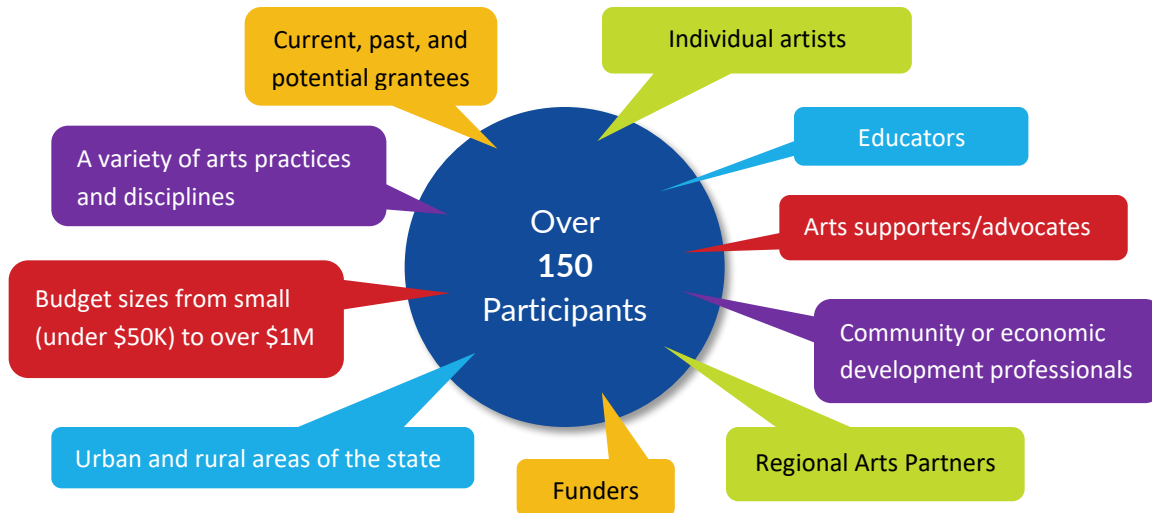 Current, past, and
potential grantees
Individual artists
A variety of arts practices
and disciplines
Educators
Over
150
Participants
Arts supporters/advocates
Budget sizes from small
(under $50K) to over $1M
Community or economic
development professionals
Urban and rural areas of the state
Funders
Regional Arts Partners